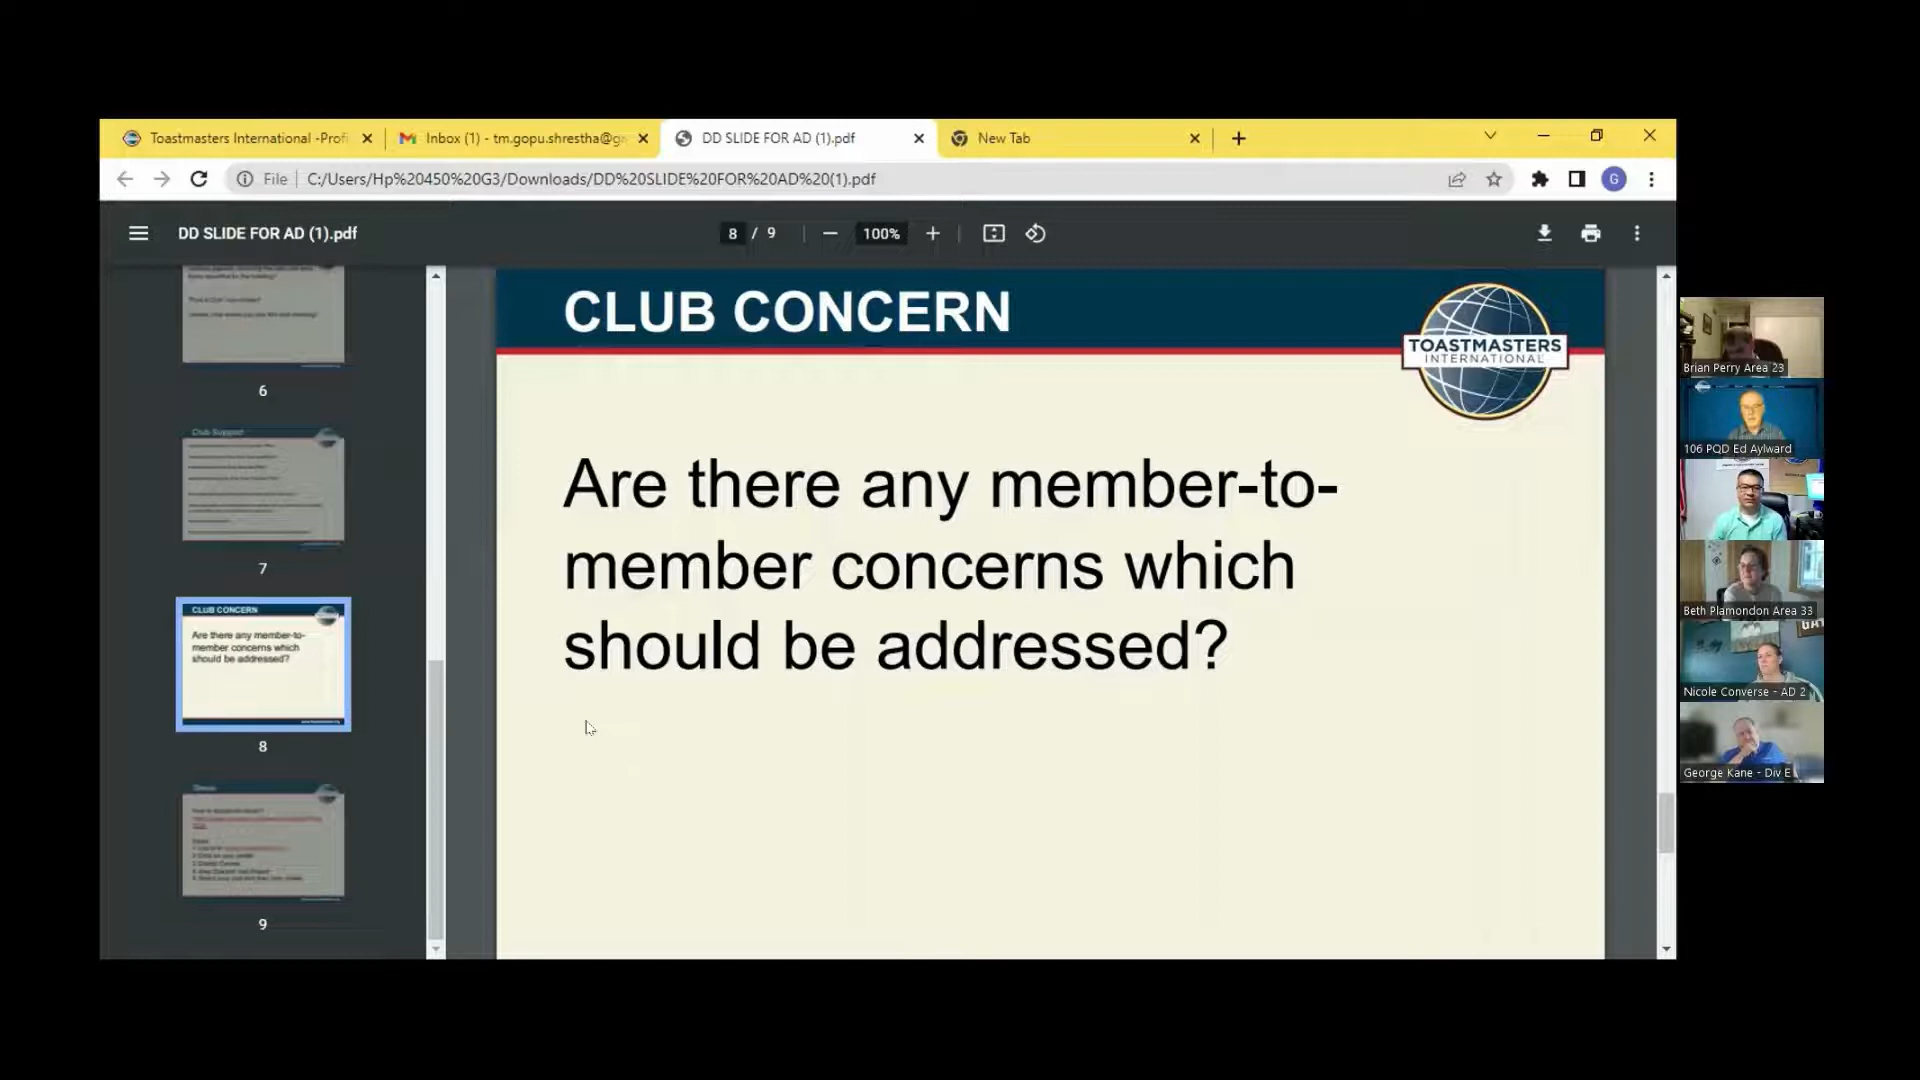 Toastmasters International -Profi
Inbox (1) - tm.gopu.shrestha@g
DD SLIDE FOR AD (1).pdf
New Tab
File
C:/Users/Hp%20450%20G3/Downloads/DD%20SLIDE%20FOR%20AD%20(1).pdf
G
DD SLIDE FOR AD (1).pdf
8 / 9
100%
6
Club Support
7
CLUB CONCERN
Are there any member-to-
member concerns which
should be addressed?
8
9
CLUB CONCERN
TOASTMASTERS
INTERNATIONAL
Are there any member-to-
member concerns which
should be addressed?
Brian Perry Area 23
106 PQD Ed Aylward
Beth Plamondon Area 33
Nicole Converse - AD 2
George Kane - Div E